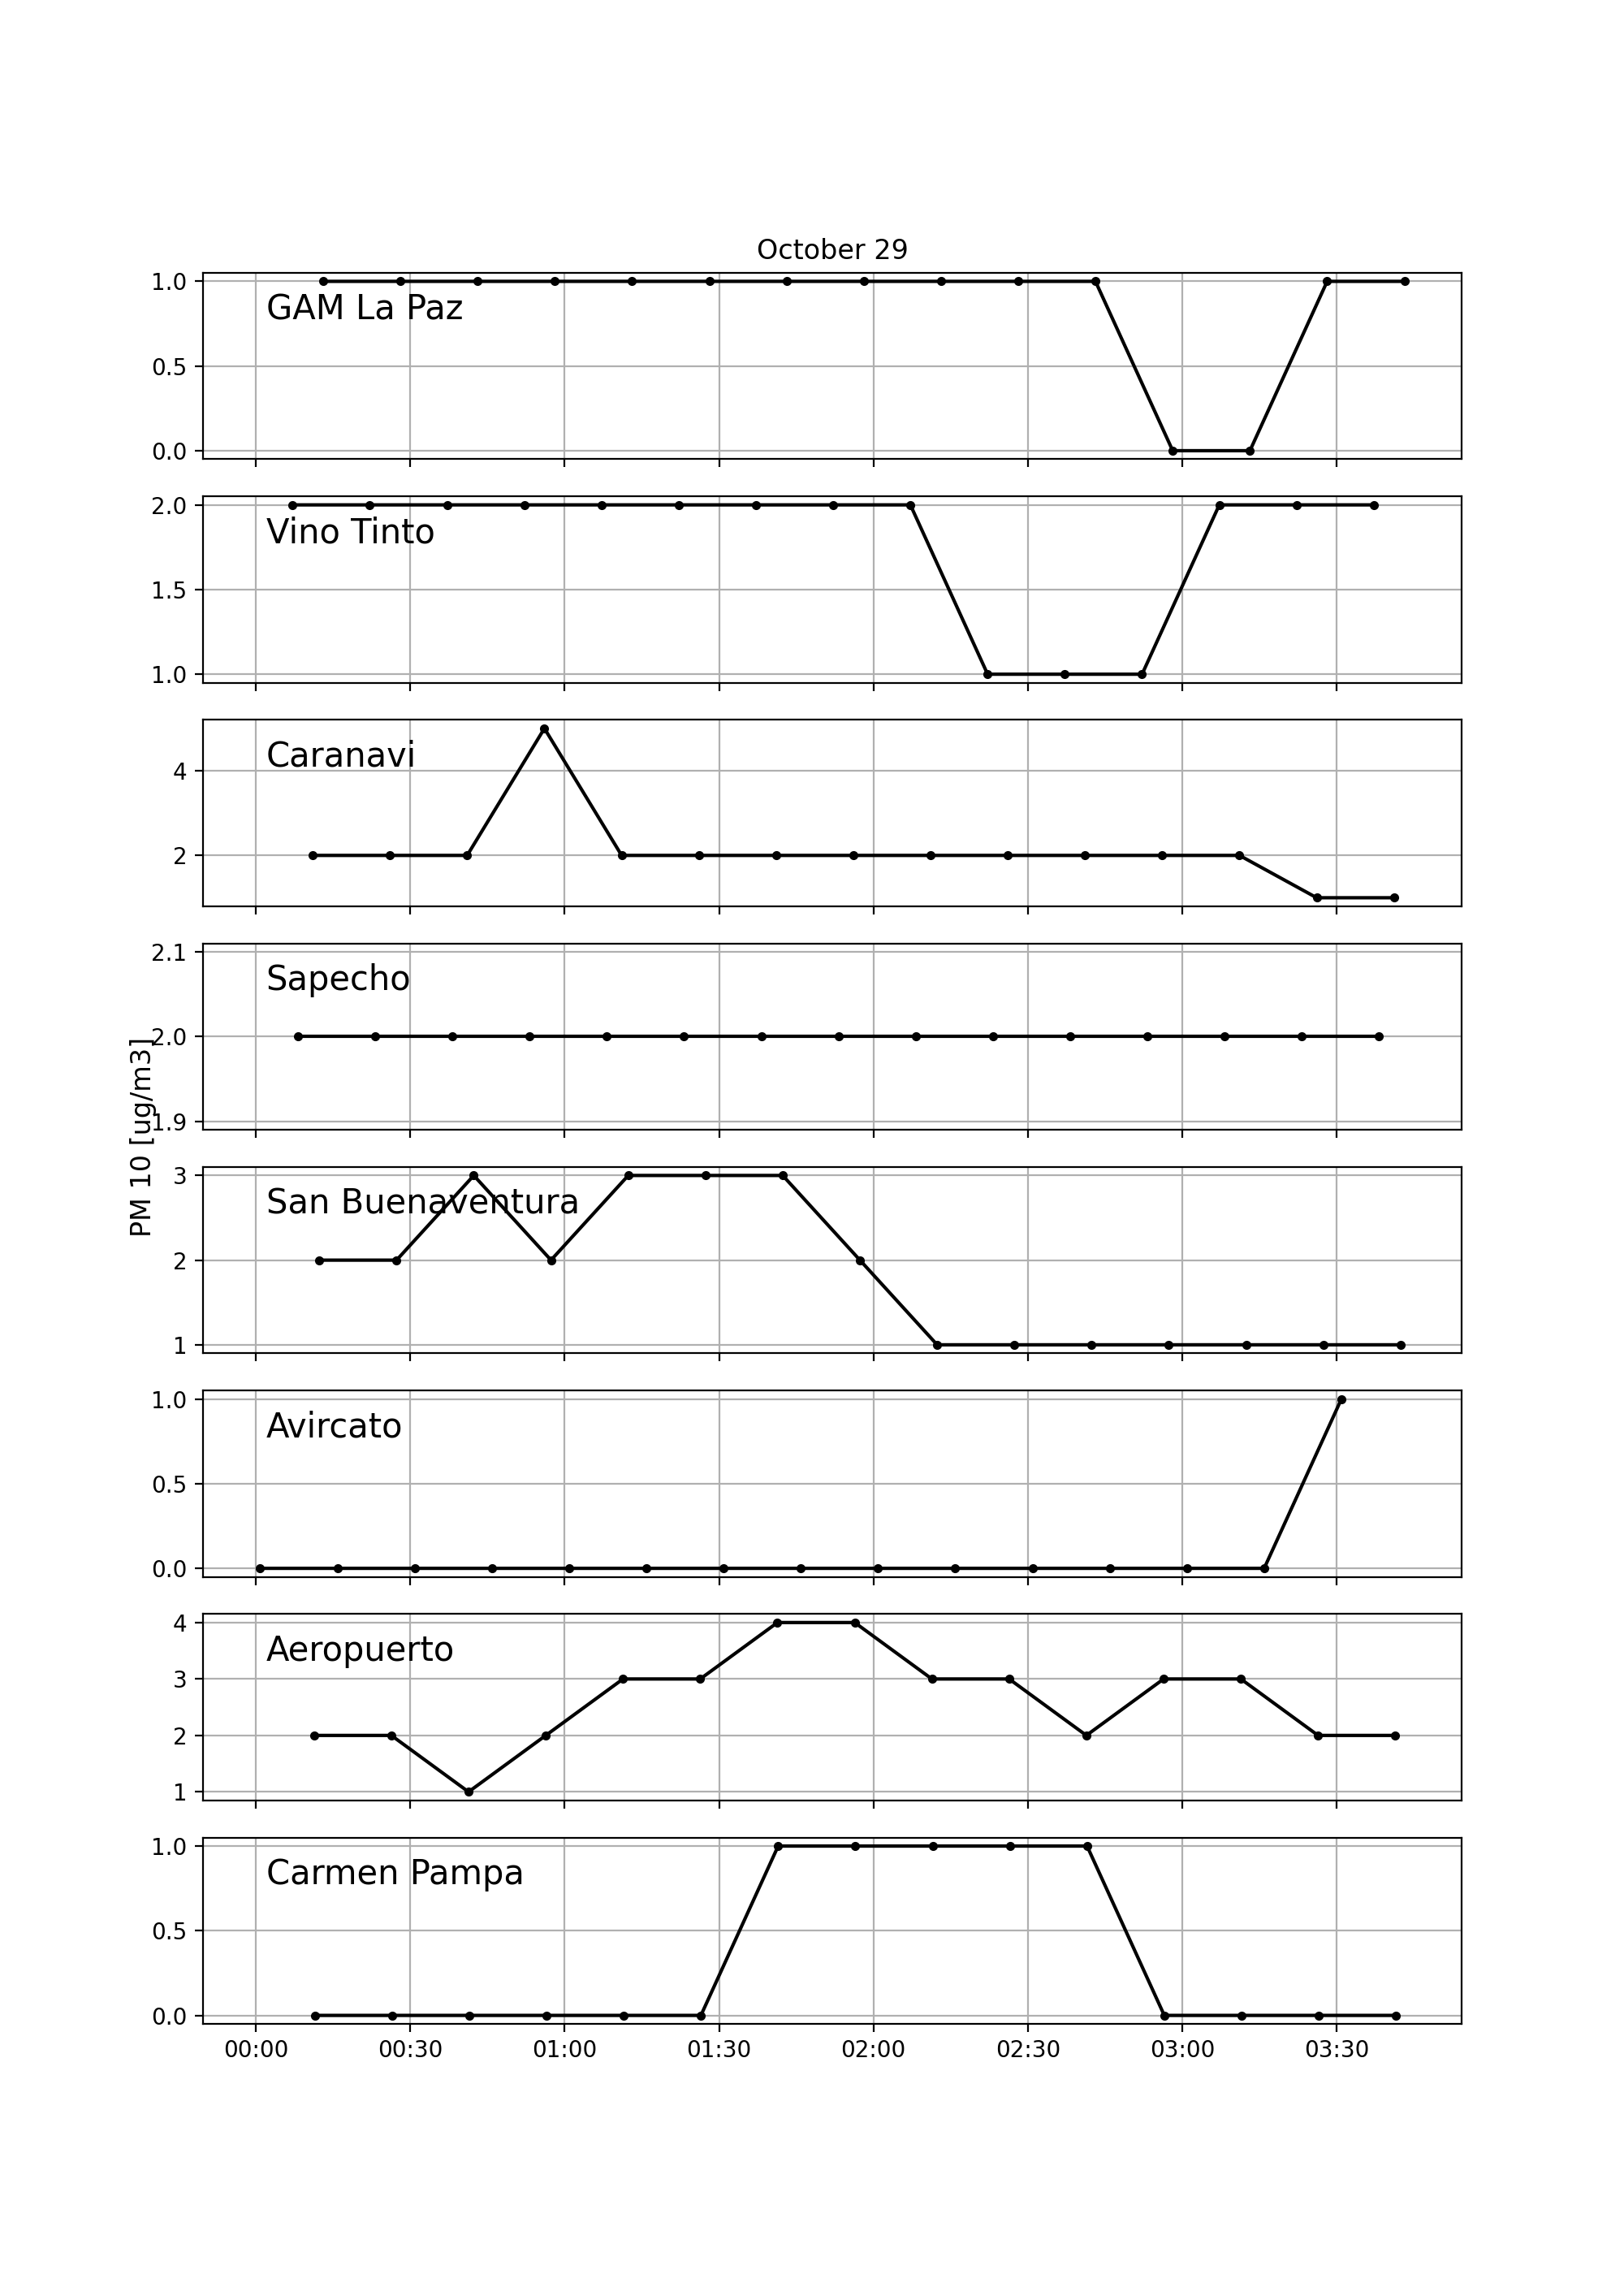 October 29
1.0
GAM La Paz
0.5
0.0
2.0
Vino Tinto
1.5
1.0
Caranavi
4
2
2.1
Sapecho
2.0
PM 10 [ug/m3]
1.9
3
San Buenaventura
2
1
1.0
Avircato
0.5
0.0
4
Aeropuerto
3
2
1
1.0
Carmen Pampa
0.5
0.0
00:00 00:30 01:00 01:30 02:00 02:30 03:00 03:30